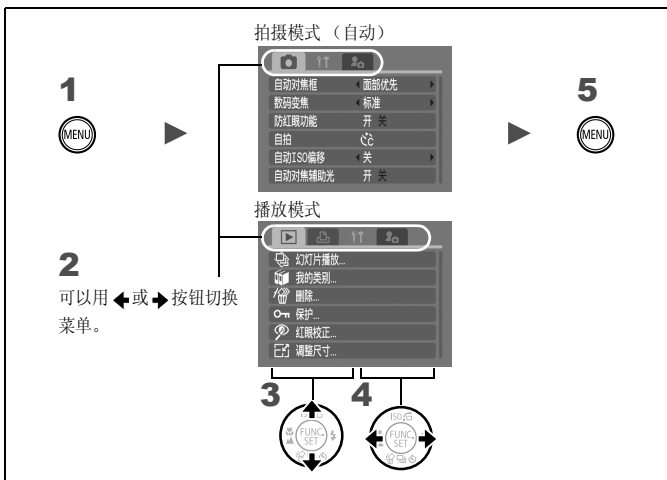 拍摄模式 （自动）
1
MENU
自动对焦框 面部优先
数码变焦 标准
防红眼功能 开 关
自拍
自动ISO偏移 关
自动对焦辅助光 开 关
5
MENU
播放模式
幻灯片播放...
我的类别...
删除...
保护...
红眼校正...
调整尺寸...
2
可以用 或 按钮切换
菜单。
3
4
FUNC.
SET
ISO
FUNC.
SET